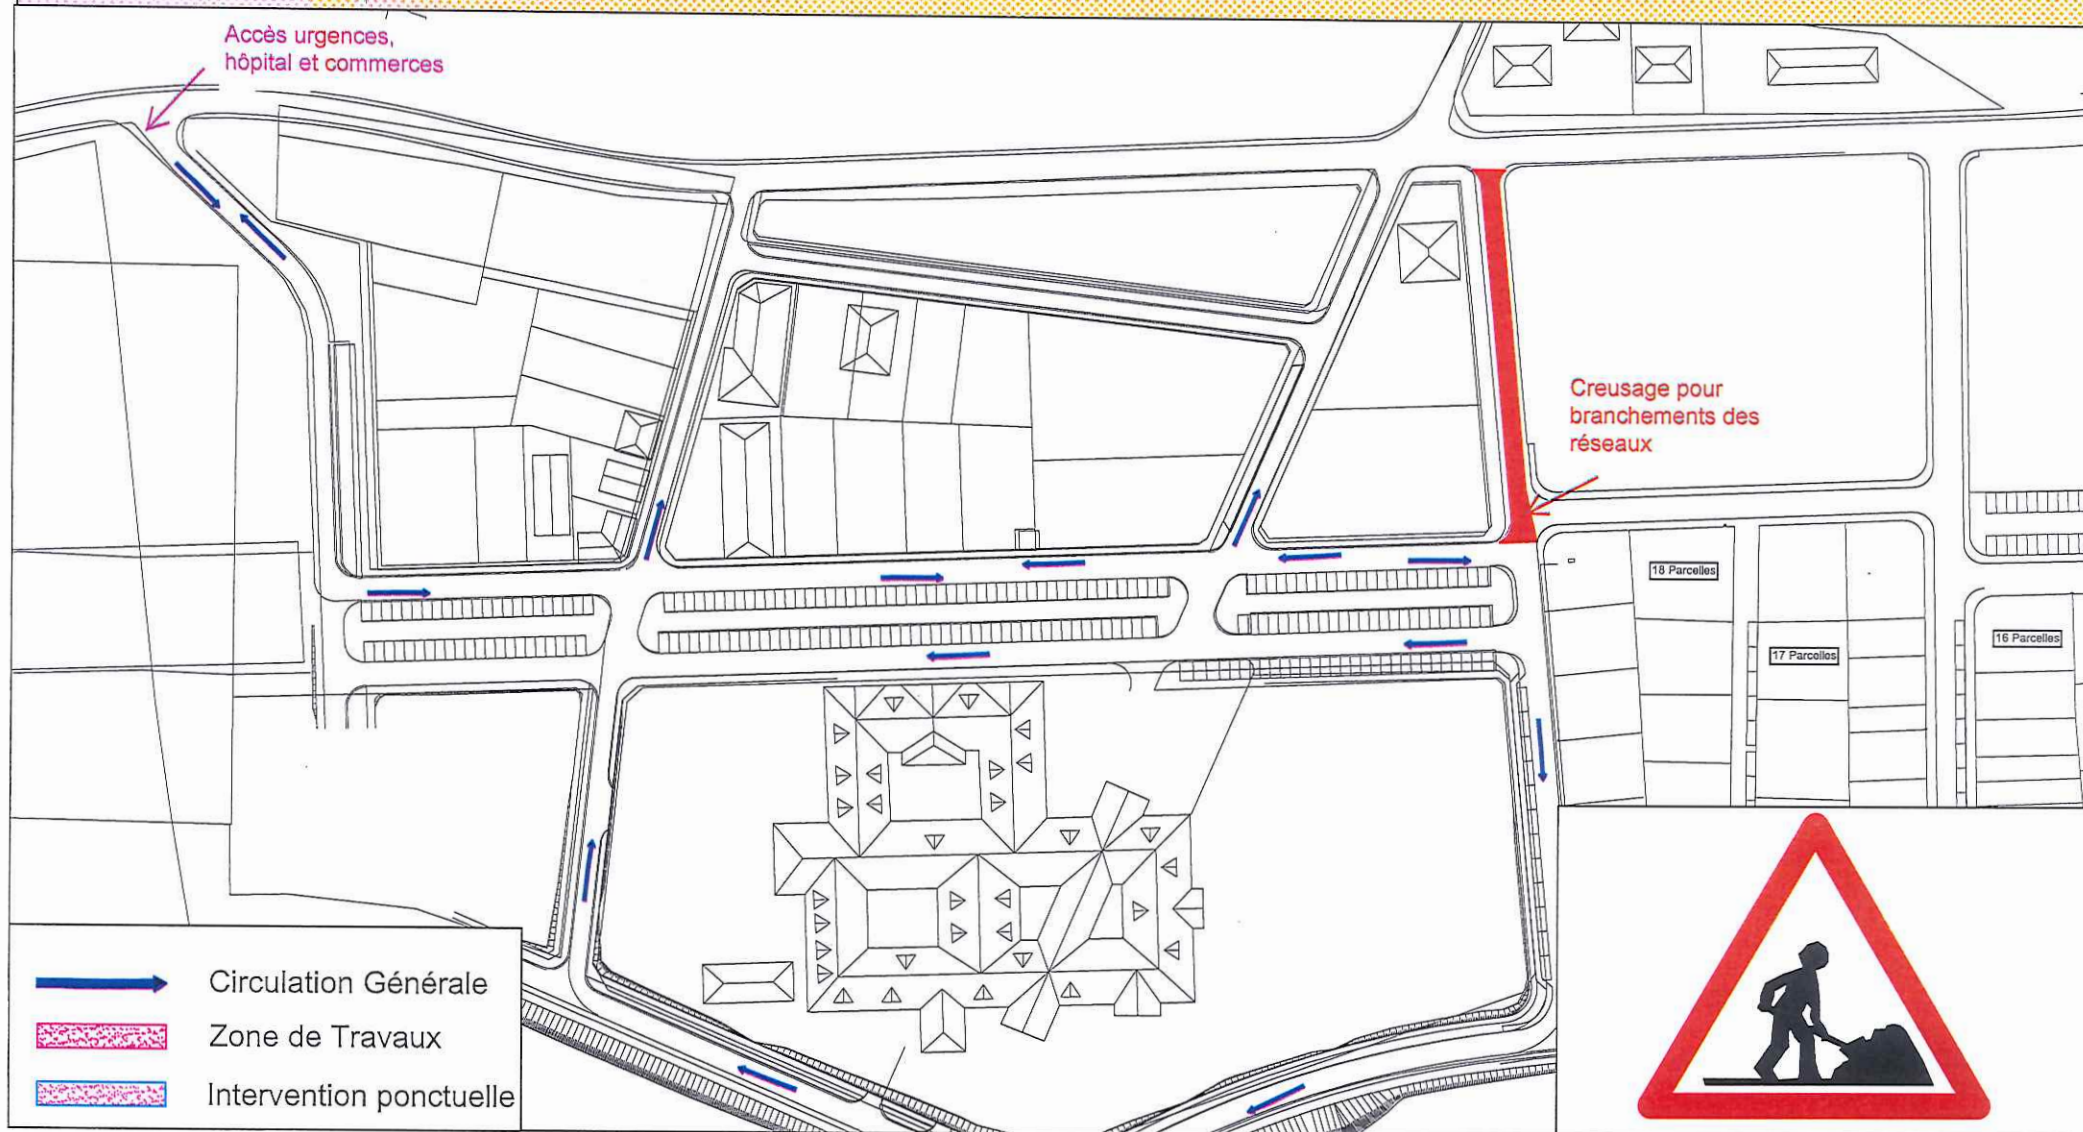 Accès urgences,
hôpital et commerces
Creusage pour
branchements des
réseaux
18 Parcelles
17 Parcelles
16 Parcelles
Circulation Générale
Zone de Travaux
Intervention ponctuelle